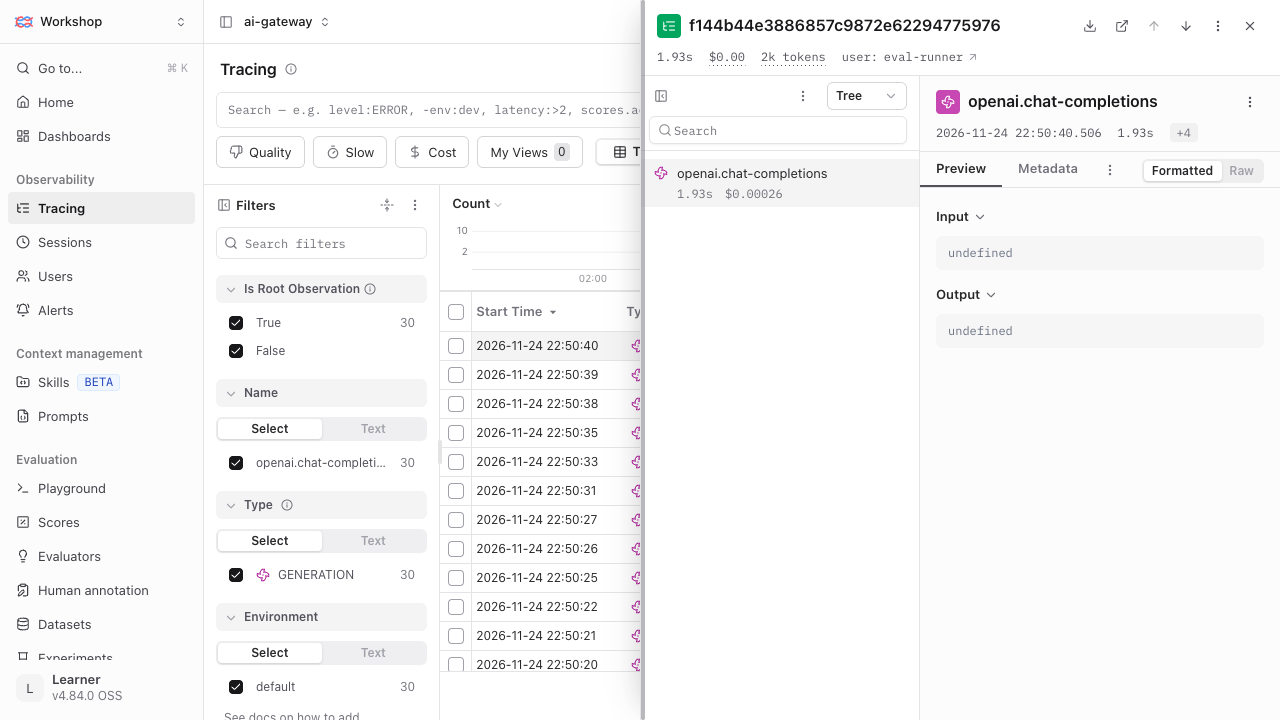 Workshop
Go to...
⌘ K
Home
Dashboards
Observability
Tracing
Sessions
Users
Alerts
Context management
Skills BETA
Prompts
Evaluation
Playground
Scores
Evaluators
Human annotation
Datasets
Experiments
L
Learner
v4.84.0 OSS
ai-gateway
Tracing
Search — e.g. level:ERROR, -env:dev, latency:>2, scores.a
Quality
Slow
Cost
My Views 0
T
Filters
Search filters
Is Root Observation
True 30
False
Name
Select Text
openai.chat-completi... 30
Type
Select Text
GENERATION 30
Environment
Select Text
default 30
See docs on how to add
Count
10
2
02:00
Start Time Ty
2026-11-24 22:50:40
2026-11-24 22:50:39
2026-11-24 22:50:38
2026-11-24 22:50:35
2026-11-24 22:50:33
2026-11-24 22:50:31
2026-11-24 22:50:27
2026-11-24 22:50:26
2026-11-24 22:50:25
2026-11-24 22:50:22
2026-11-24 22:50:21
2026-11-24 22:50:20
f144b44e3886857c9872e62294775976
1.93s $0.00 2k tokens user: eval-runner
Tree
Search
openai.chat-completions
1.93s $0.00026
openai.chat-completions
2026-11-24 22:50:40.506 1.93s +4
Preview Metadata
Formatted Raw
Input
undefined
Output
undefined